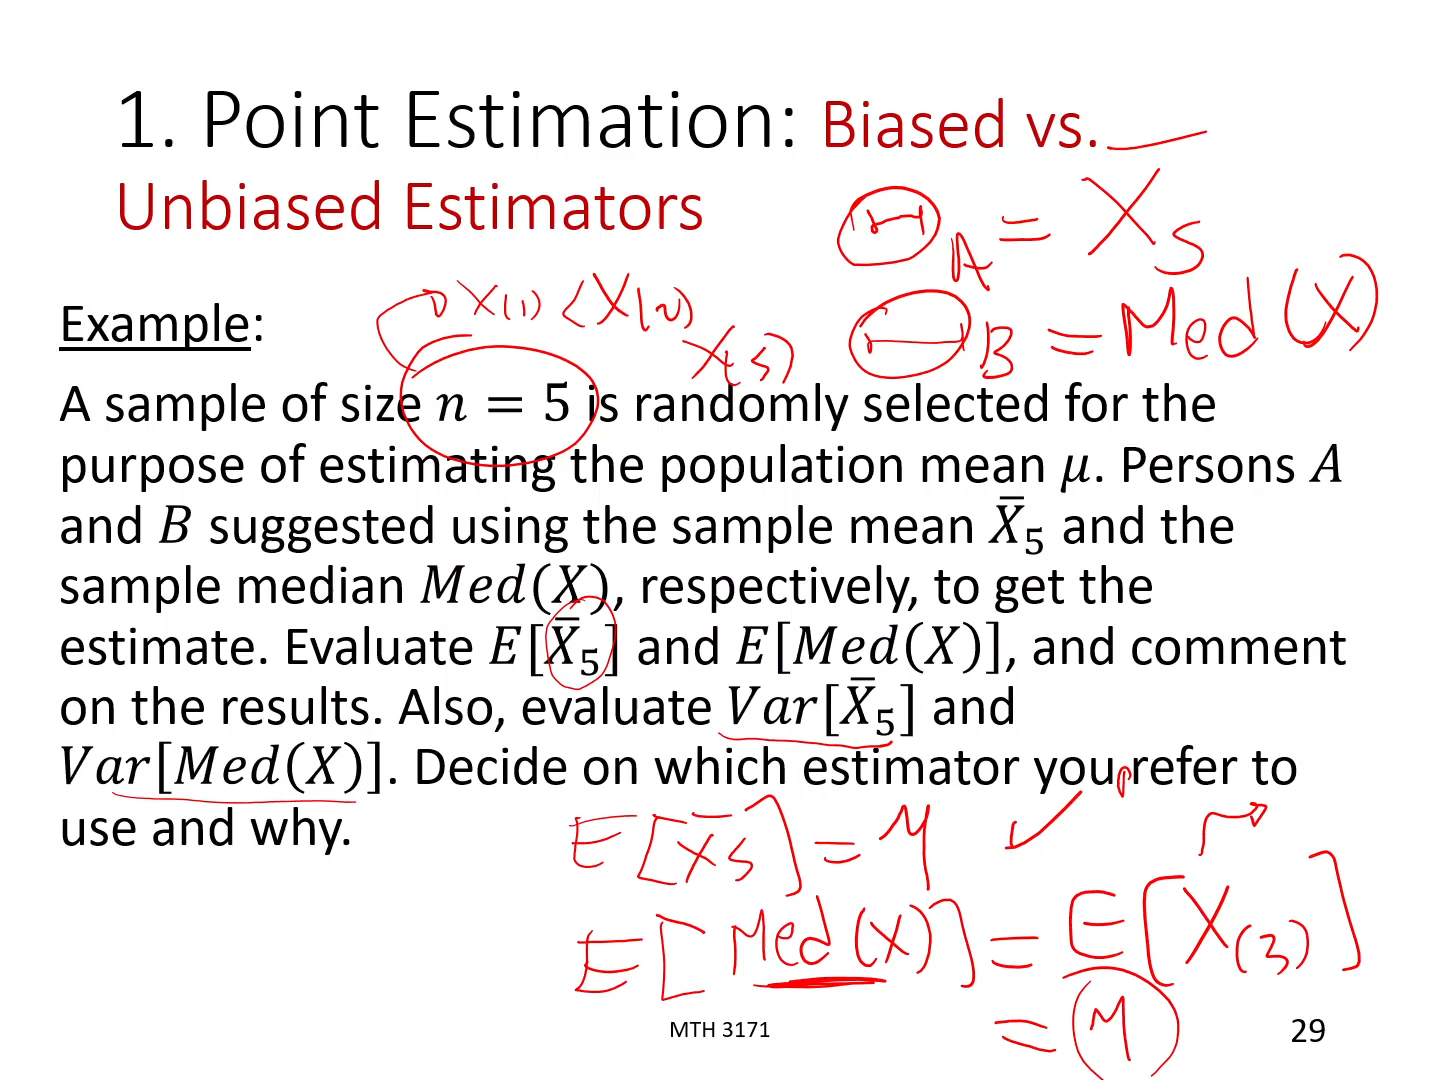 1. Point Estimation: Biased vs.
Unbiased Estimators
Θ_A = X̄_5
Θ_B = Med(X)
X(1) < X(2)
X(5)
Example:
A sample of size n = 5 is randomly selected for the
purpose of estimating the population mean μ. Persons A
and B suggested using the sample mean X̄₅ and the
sample median Med(X), respectively, to get the
estimate. Evaluate E[X̄₅] and E[Med(X)], and comment
on the results. Also, evaluate Var[X̄₅] and
Var[Med(X)]. Decide on which estimator you prefer to
use and why.
E[X̄5] = M
E[Med(X)] = E[X(3)]
= M
MTH 3171
29